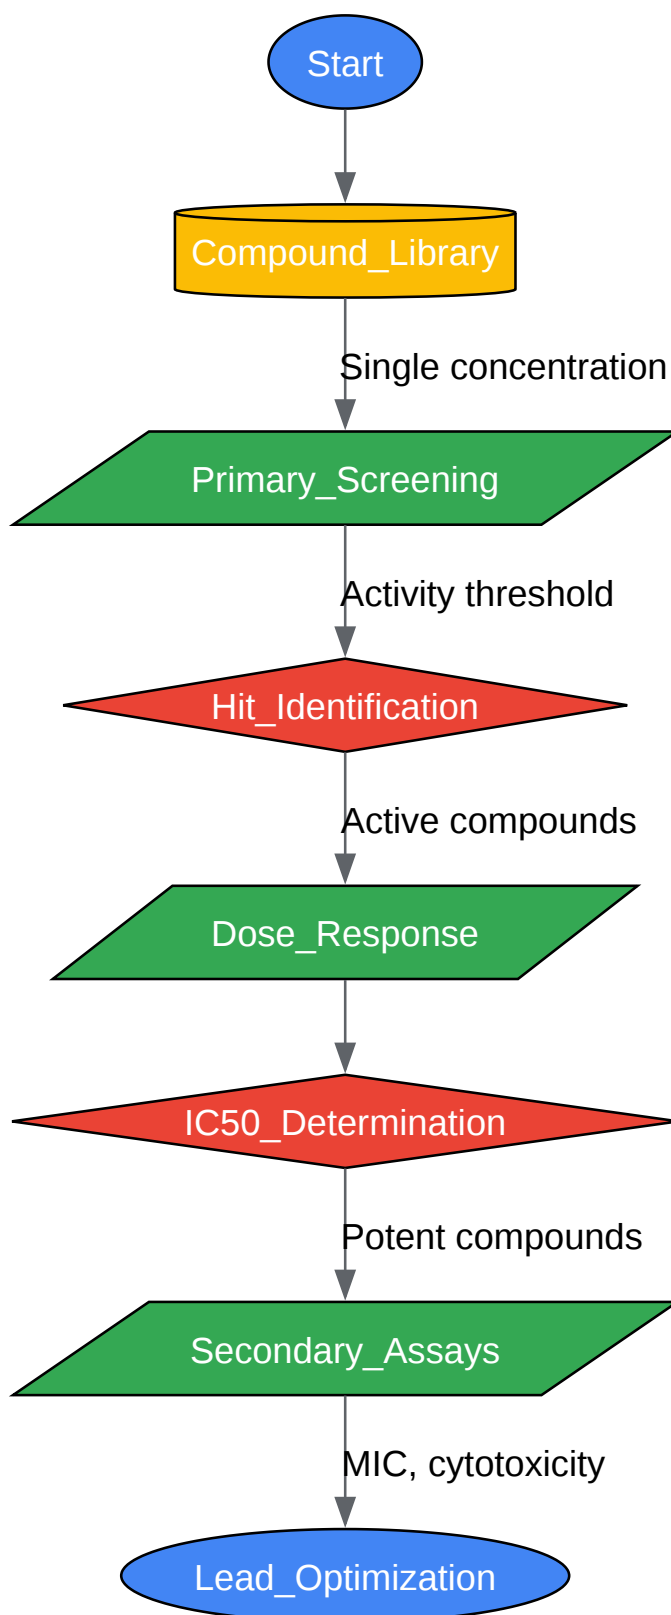 Start
Compound_Library
Single concentration
Primary_Screening
Activity threshold
Hit_Identification
Active compounds
Dose_Response
IC50_Determination
Potent compounds
Secondary_Assays
MIC, cytotoxicity
Lead_Optimization